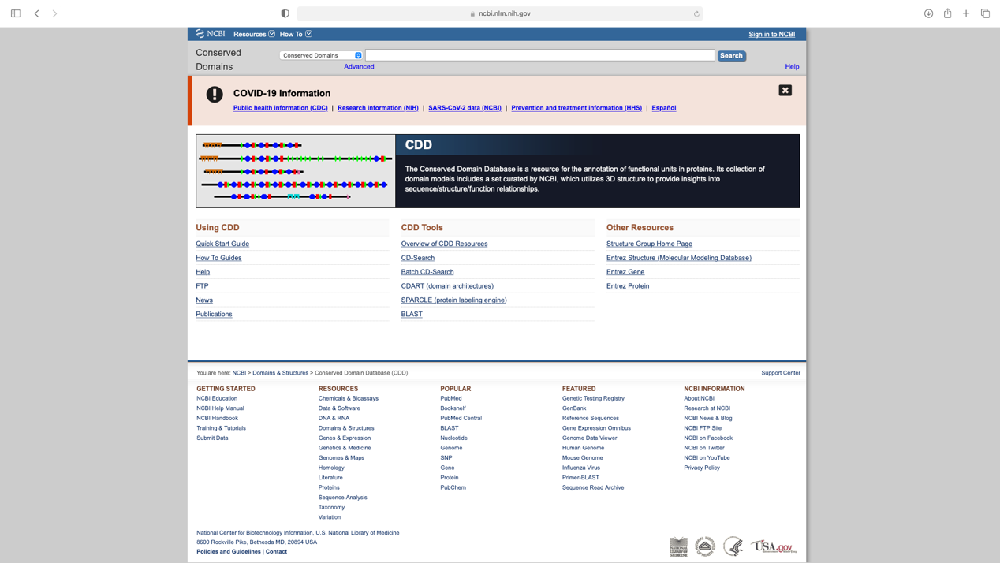 ncbi.nlm.nih.gov
NCBI Resources How To Sign in to NCBI
Conserved Domains
Conserved Domains Search
Advanced Help
COVID-19 Information
Public health information (CDC) | Research information (NIH) | SARS-CoV-2 data (NCBI) | Prevention and treatment information (HHS) | Español
CDD
The Conserved Domain Database is a resource for the annotation of functional units in proteins. Its collection of
domain models includes a set curated by NCBI, which utilizes 3D structure to provide insights into
sequence/structure/function relationships.
Using CDD
Quick Start Guide
How To Guides
Help
FTP
News
Publications
CDD Tools
Overview of CDD Resources
CD-Search
Batch CD-Search
CDART (domain architectures)
SPARCLE (protein labeling engine)
BLAST
Other Resources
Structure Group Home Page
Entrez Structure (Molecular Modeling Database)
Entrez Gene
Entrez Protein
You are here: NCBI > Domains & Structures > Conserved Domain Database (CDD) Support Center
GETTING STARTED
NCBI Education
NCBI Help Manual
NCBI Handbook
Training & Tutorials
Submit Data
RESOURCES
Chemicals & Bioassays
Data & Software
DNA & RNA
Domains & Structures
Genes & Expression
Genetics & Medicine
Genomes & Maps
Homology
Literature
Proteins
Sequence Analysis
Taxonomy
Variation
POPULAR
PubMed
Bookshelf
PubMed Central
BLAST
Nucleotide
Genome
SNP
Gene
Protein
PubChem
FEATURED
Genetic Testing Registry
GenBank
Reference Sequences
Gene Expression Omnibus
Genome Data Viewer
Human Genome
Mouse Genome
Influenza Virus
Primer-BLAST
Sequence Read Archive
NCBI INFORMATION
About NCBI
Research at NCBI
NCBI News & Blog
NCBI FTP Site
NCBI on Facebook
NCBI on Twitter
NCBI on YouTube
Privacy Policy
National Center for Biotechnology Information, U.S. National Library of Medicine
8600 Rockville Pike, Bethesda MD, 20894 USA
Policies and Guidelines | Contact
NATIONAL
LIBRARY OF
MEDICINE
USA.gov